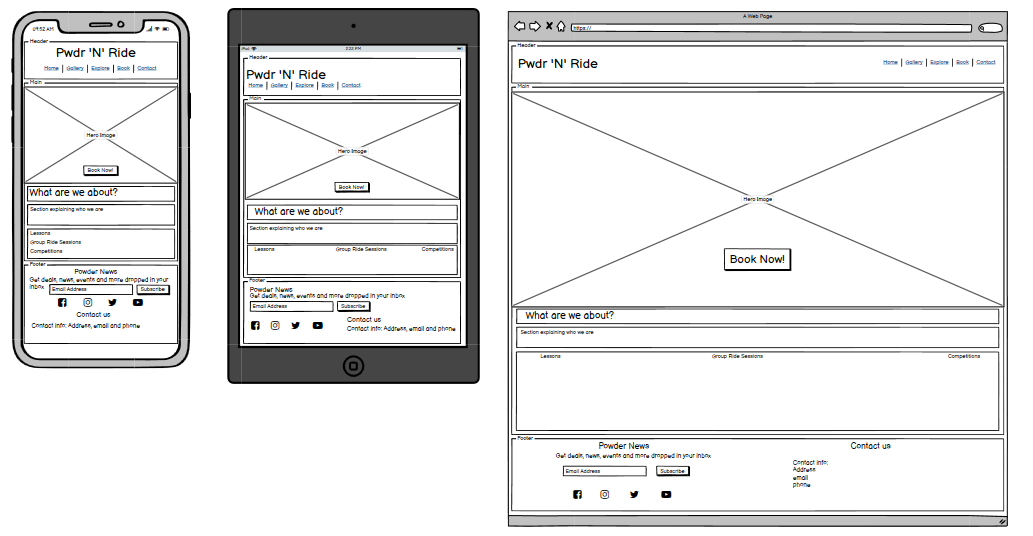 09:52 AM
Header
Pwdr 'N' Ride
Home | Gallery | Explore | Book | Contact
Main
Hero Image
Book Now!
What are we about?
Section explaining who we are
Lessons
Group Ride Sessions
Competitions
Footer
Powder News
Get deals, news, events and more dropped in your
inbox
Email Address
Subscribe
Contact us
Contact info: Address, email and phone
iPad
Header
Pwdr 'N' Ride
Home | Gallery | Explore | Book | Contact
Main
Hero Image
Book Now!
What are we about?
Section explaining who we are
Lessons Group Ride Sessions Competitions
Footer
Powder News
Get deals, news, events and more dropped in your inbox
Email Address
Subscribe
Contact us
Contact info: Address, email and phone
A Web Page
https://
Header
Pwdr 'N' Ride
Home | Gallery | Explore | Book | Contact
Main
Hero Image
Book Now!
What are we about?
Section explaining who we are
Lessons Group Ride Sessions Competitions
Footer
Powder News
Get deals, news, events and more dropped in your inbox
Email Address
Subscribe
Contact us
Contact info:
Address
email
phone